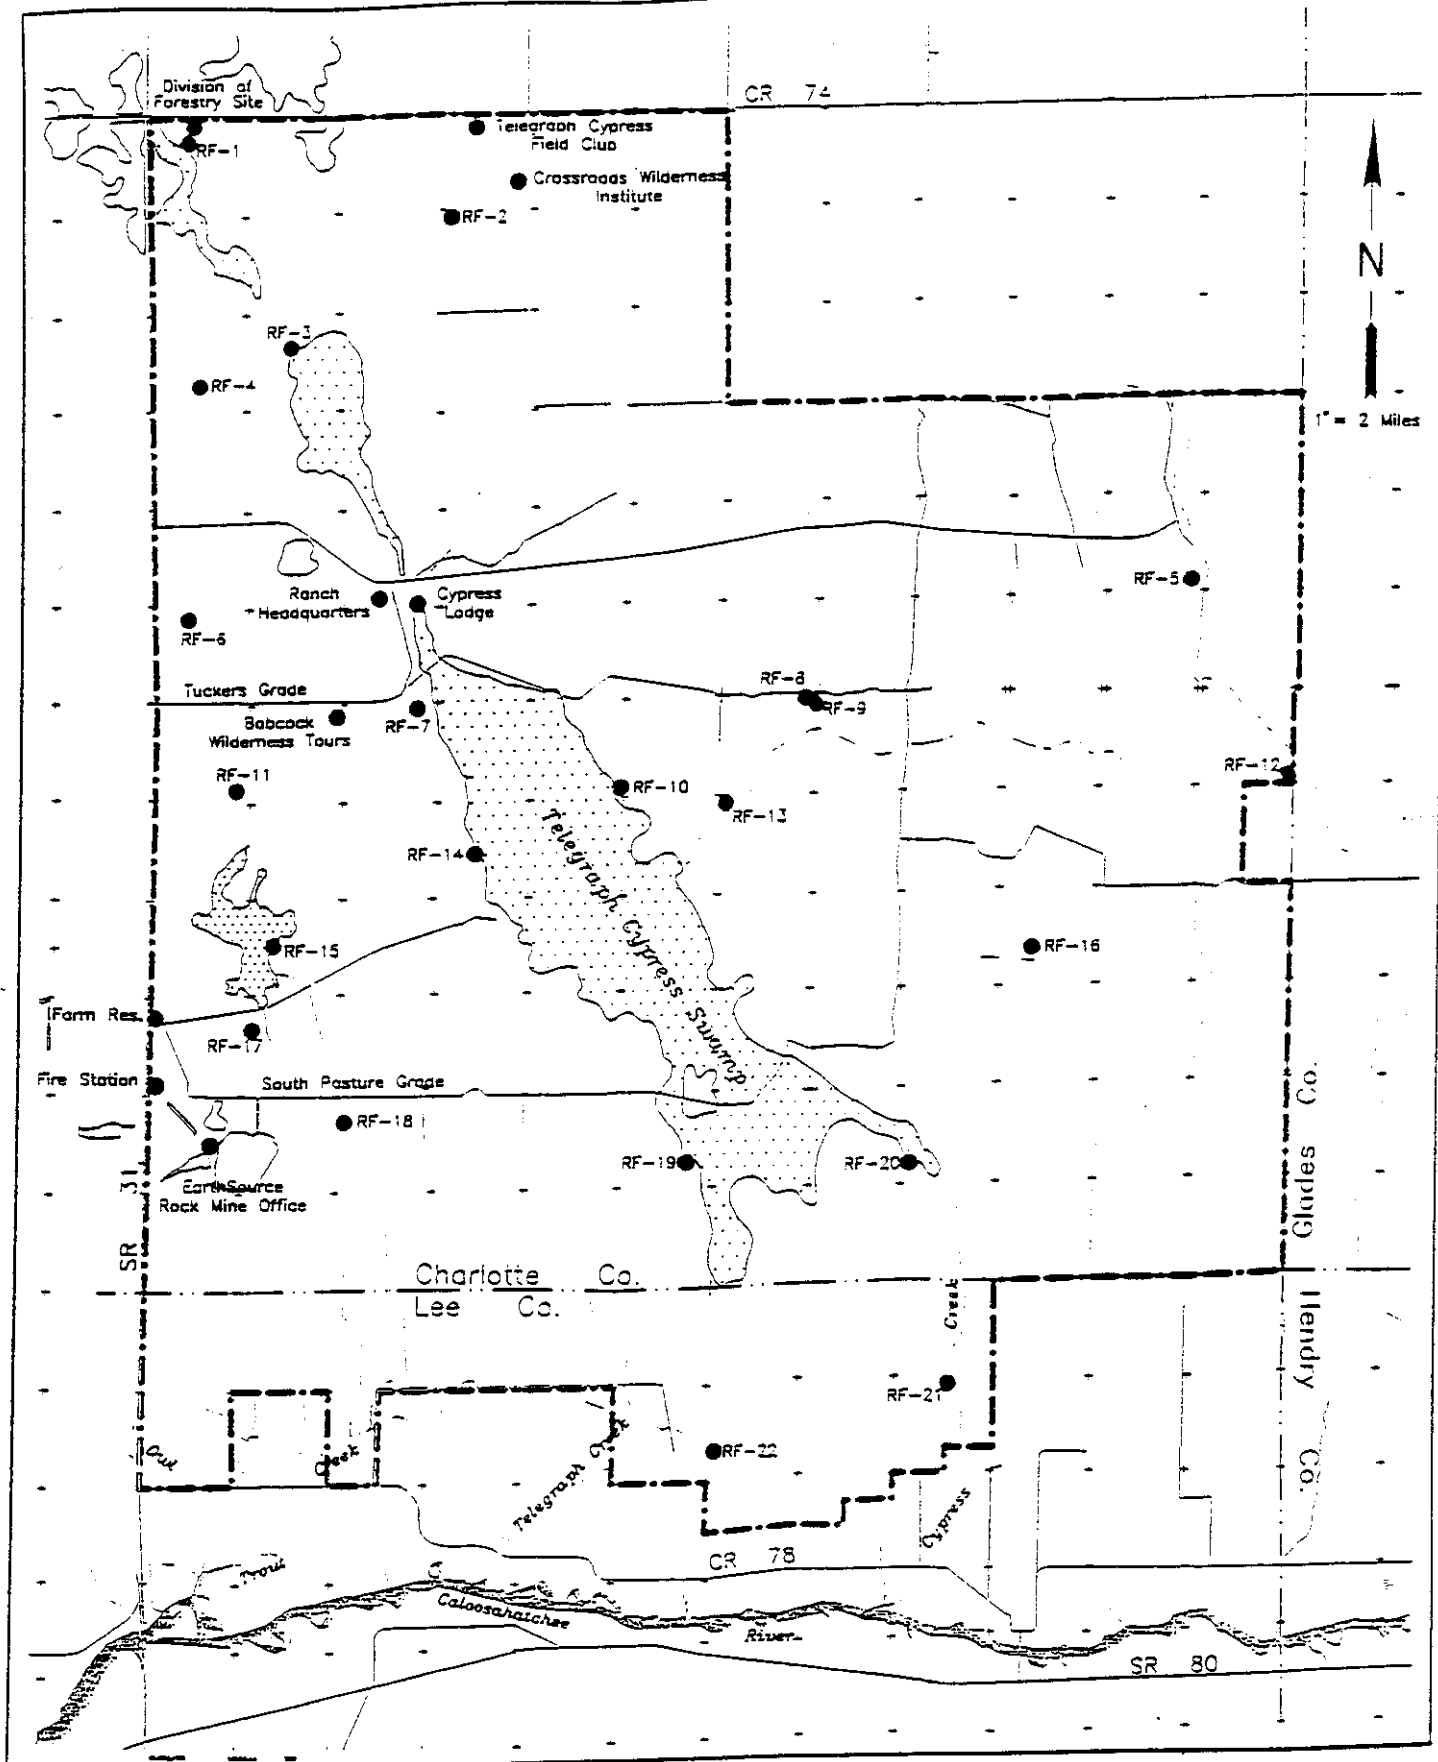 CR 74
Division of
Forestry Site
RF-1
Telegraph Cypress
Field Club
Crossroads Wilderness
Institute
RF-2
N
RF-3
RF-4
1" = 2 Miles
RF-5
Ranch
Headquarters
Cypress
Lodge
RF-6
RF-8
Tuckers Grade
RF-9
RF-7
Babcock
Wilderness Tours
RF-12
RF-11
RF-10
RF-13
Telegraph Cypress Swamp
RF-14
RF-15
RF-16
Farm Res.
RF-17
Fire Station
South Pasture Grade
RF-18
RF-19
RF-20
EarthSource
Rock Mine Office
SR 31
Glades Co.
Charlotte Co.
Lee Co.
Hendry Co.
Creek
RF-21
RF-22
Owl
Creek
Telegraph Creek
Cypress
CR 78
Trout
Caloosahatchee
River
SR 80